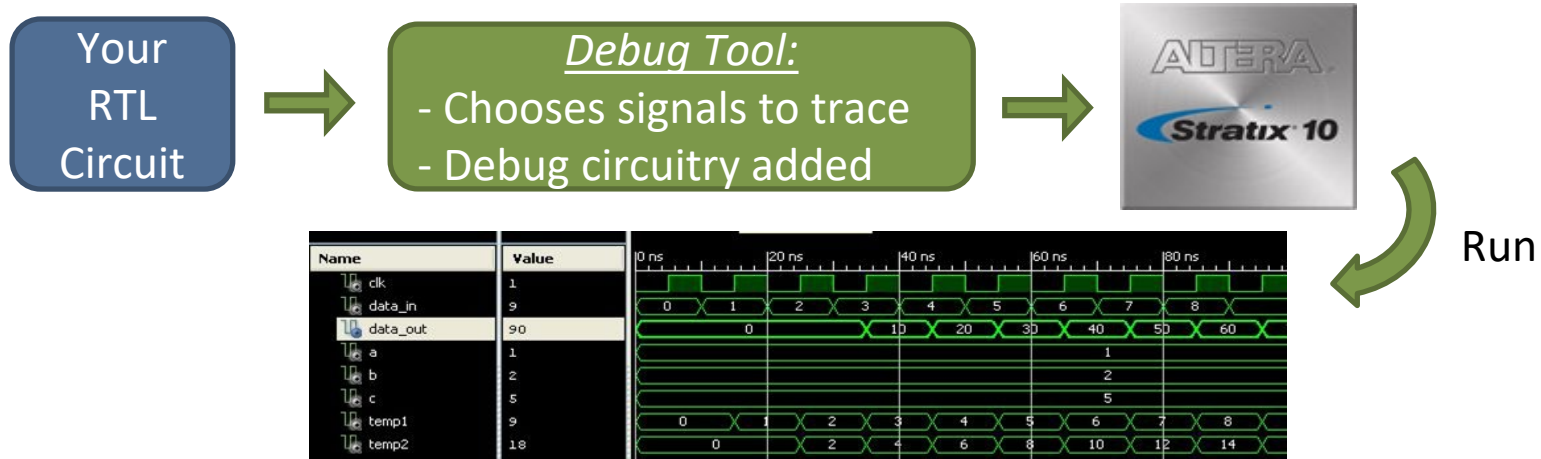 Your
RTL
Circuit
Debug Tool:
- Chooses signals to trace
- Debug circuitry added
ALTERA
Stratix 10
Run
Name Value 0 ns 20 ns 40 ns 60 ns 80 ns
clk 1
data_in 9 0 1 2 3 4 5 6 7 8
data_out 90 0 10 20 30 40 50 60
a 1 1
b 2 2
c 5 5
temp1 9 0 1 2 3 4 5 6 7 8
temp2 18 0 2 4 6 8 10 12 14